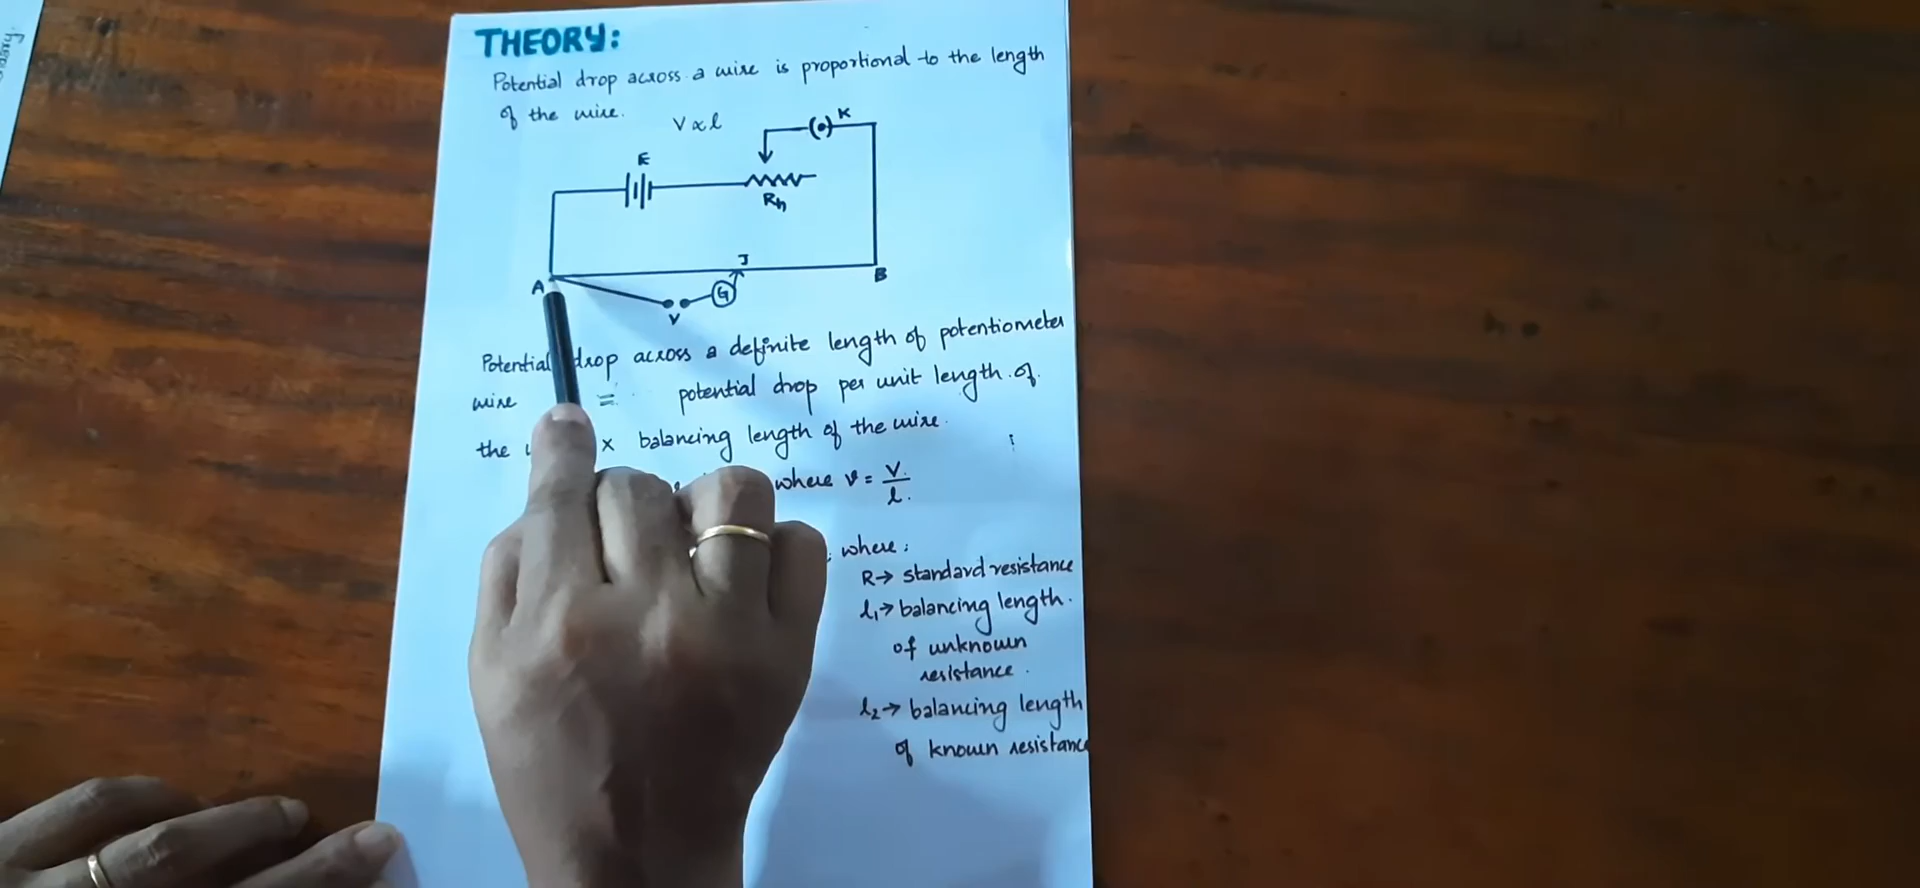 THEORY:
Potential drop across a wire is proportional to the length
of the wire. V ∝ l
K
E
Rh
J
A
B
G
V
Potential drop across a definite length of potentiometer
wire = potential drop per unit length of
the x balancing length of the wire.
where v = V/l.
where:
R→ standard resistance
l₁→ balancing length
of unknown
resistance.
l₂→ balancing length
of known resistance